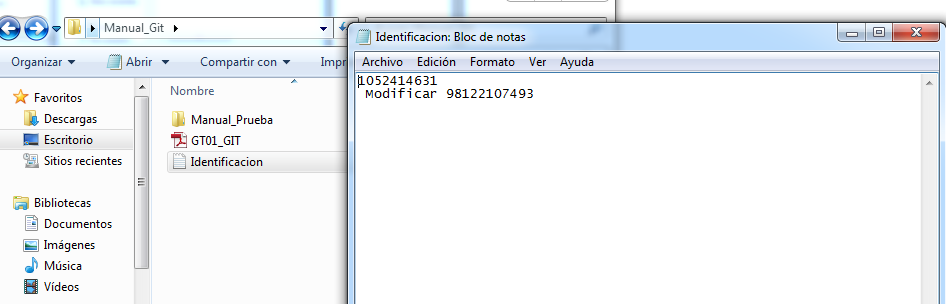 Manual_Git
Organizar
Abrir
Compartir con
Favoritos
Descargas
Escritorio
Sitios recientes
Bibliotecas
Documentos
Imágenes
Música
Vídeos
Nombre
Manual_Prueba
GT01_GIT
Identificacion
Identificacion: Bloc de notas
Archivo Edición Formato Ver Ayuda
1052414631
Modificar 98122107493